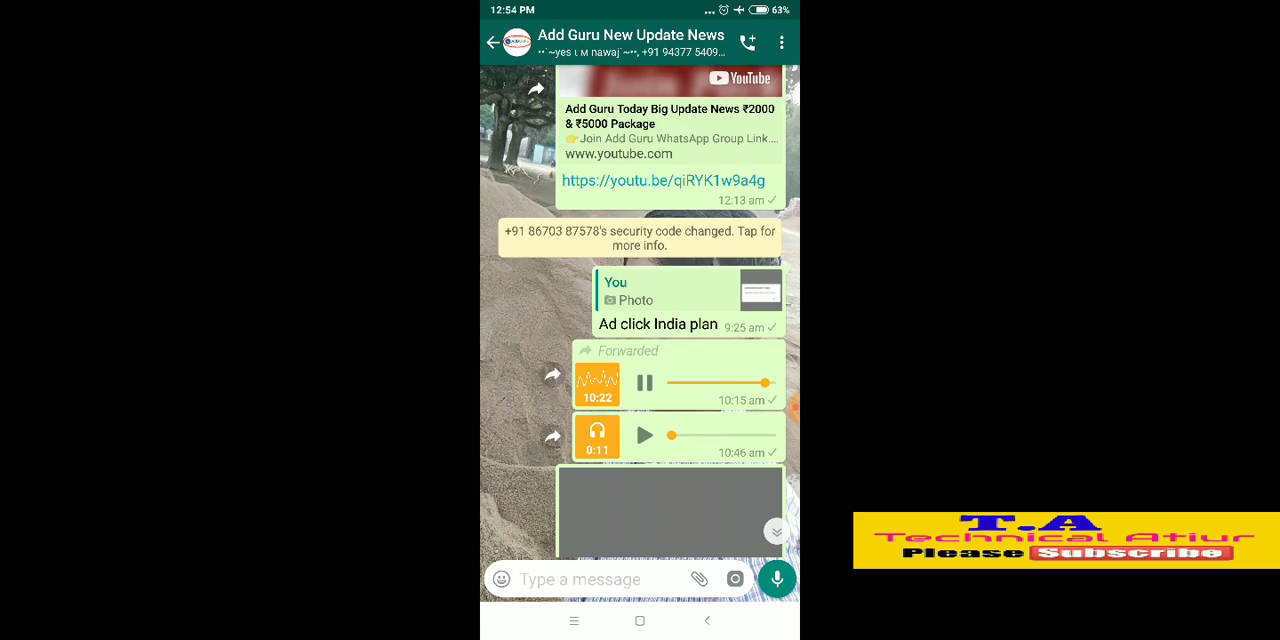 12:54 PM
63%
Add Guru New Update News
+91 94377 5409...
YouTube
Add Guru Today Big Update News ₹2000
& ₹5000 Package
👉Join Add Guru WhatsApp Group Link....
www.youtube.com
https://youtu.be/qiRYK1w9a4g
12:13 am
+91 86703 87578's security code changed. Tap for
more info.
You
Photo
Ad click India plan
9:25 am
Forwarded
10:22
10:15 am
0:11
10:46 am
Type a message
T.A
Technical Atiur
Please Subscribe